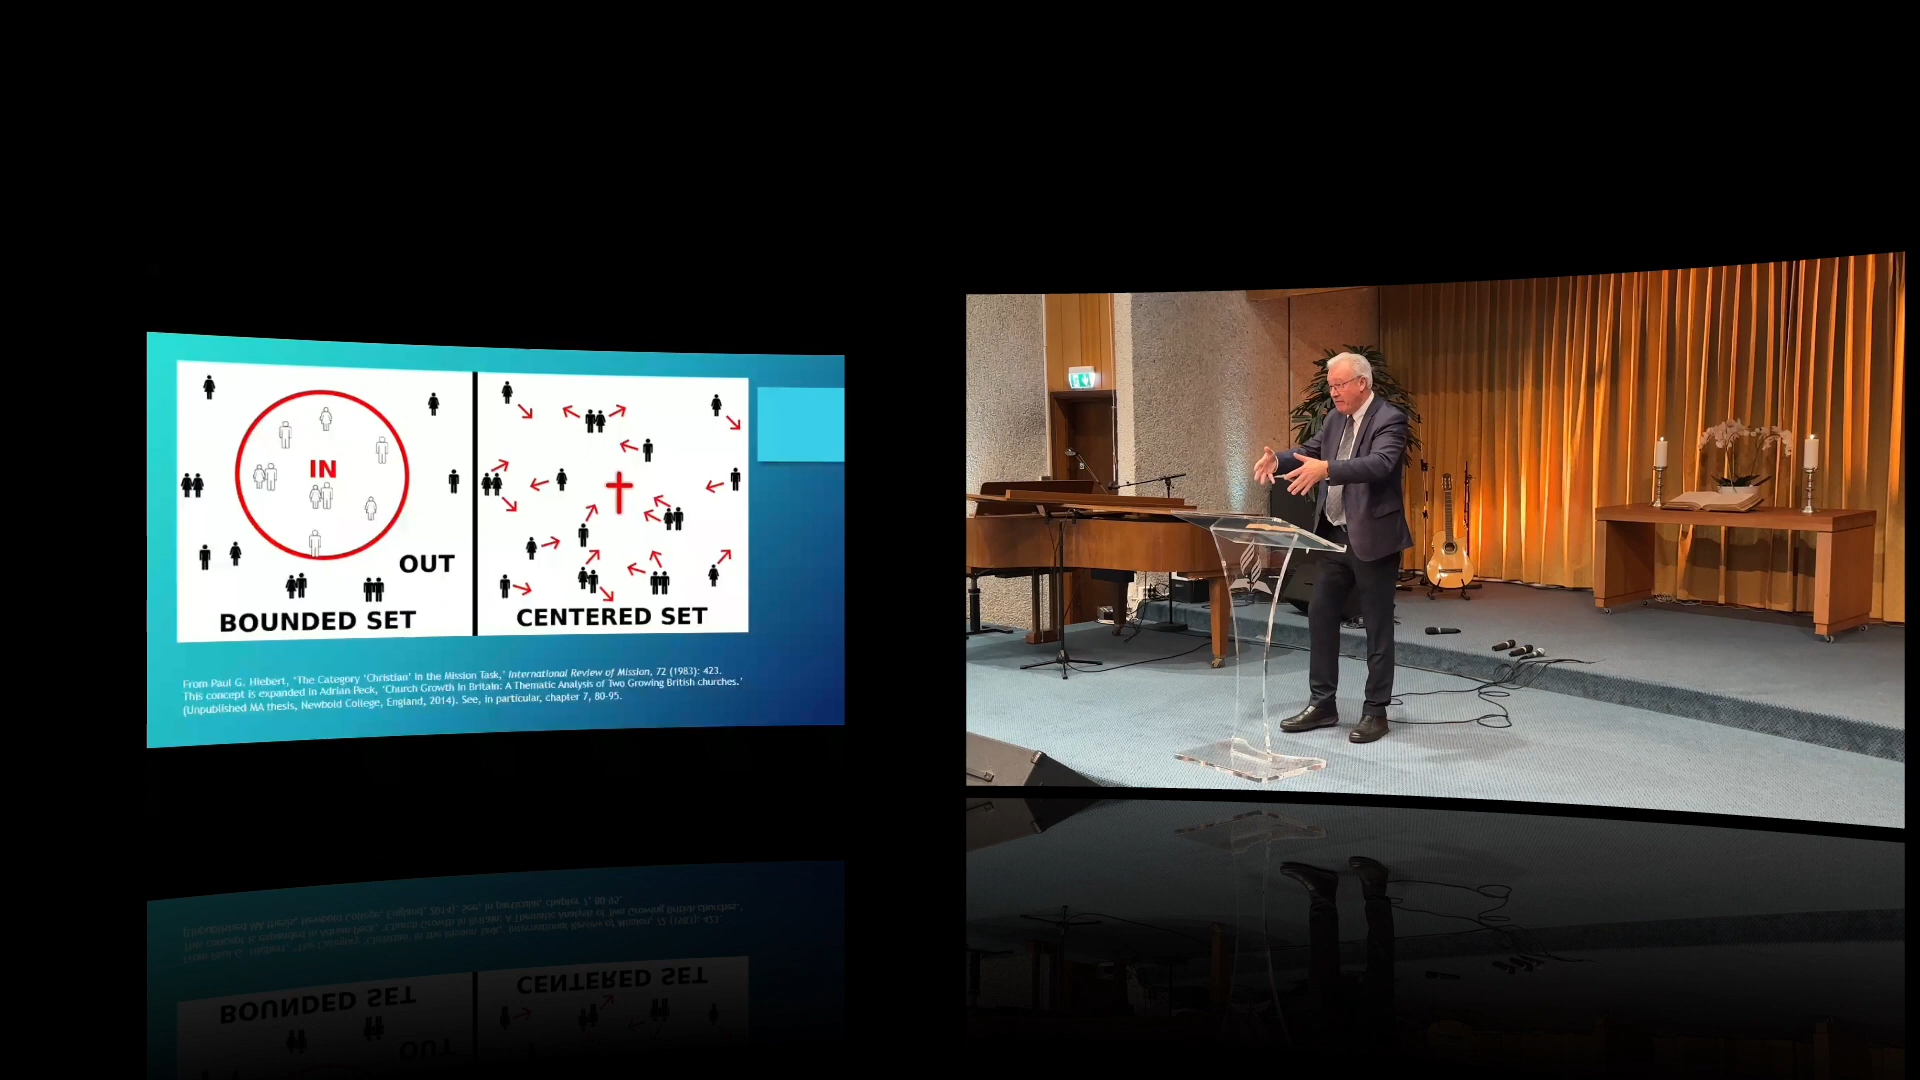 IN
OUT
BOUNDED SET
CENTERED SET
From Paul G. Hiebert, ‘The Category ‘Christian’ in the Mission Task,’ International Review of Mission, 72 (1983): 423.
This concept is expanded in Adrian Peck, ‘Church Growth in Britain: A Thematic Analysis of Two Growing British churches.’
(Unpublished MA thesis, Newbold College, England, 2014). See, in particular, chapter 7, 80-95.